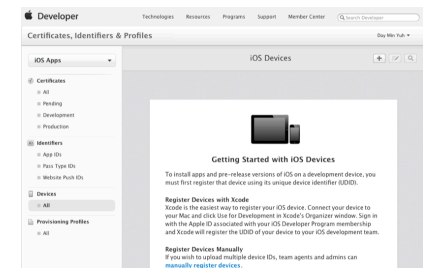 Developer
Technologies Resources Programs Support Member Center Search Developer
Certificates, Identifiers & Profiles
Day Min Yuh
iOS Apps
iOS Devices
Certificates
All
Pending
Development
Production
Identifiers
App IDs
Pass Type IDs
Website Push IDs
Devices
All
Provisioning Profiles
All
Getting Started with iOS Devices
To install apps and pre-release versions of iOS on a development device, you
must first register that device using its unique device identifier (UDID).
Register Devices with Xcode
Xcode is the easiest way to register your iOS device. Connect your device to
your Mac and click Use for Development in Xcode's Organizer window. Sign in
with the Apple ID associated with your iOS Developer Program membership
and Xcode will register the UDID of your device to your iOS development team.
Register Devices Manually
If you wish to upload multiple device IDs, team agents and admins can
manually register devices.